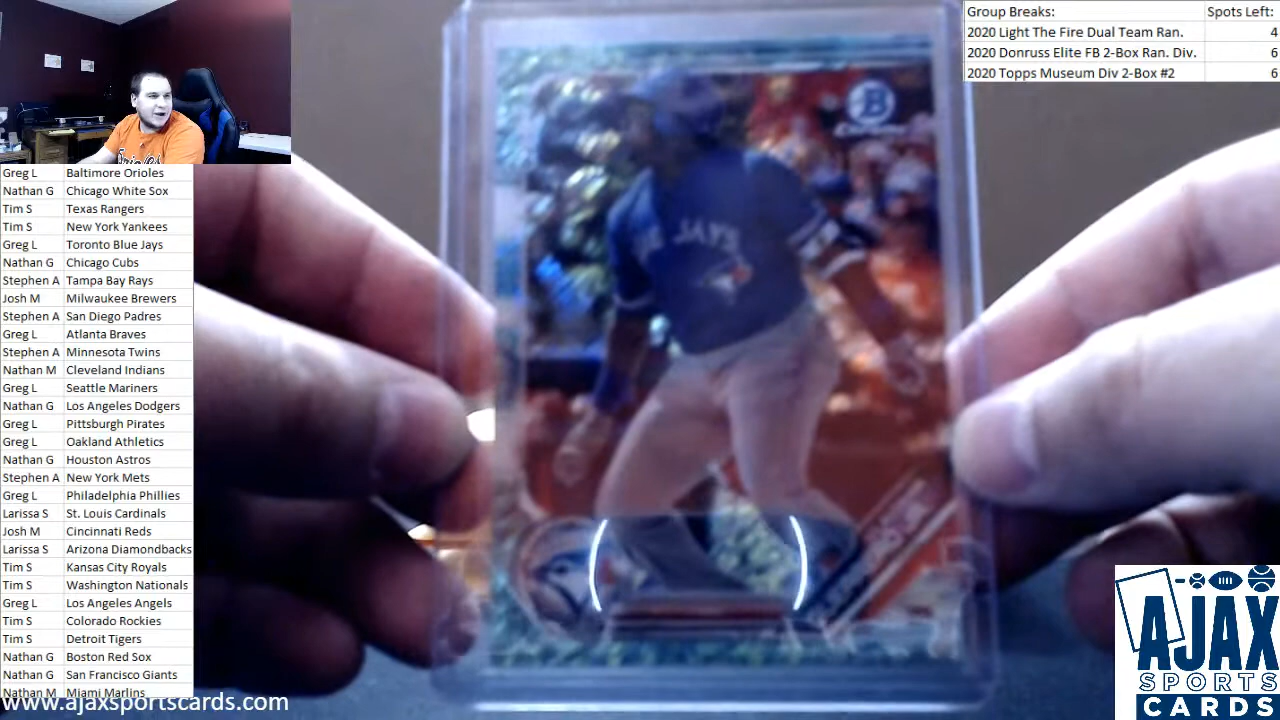 Group Breaks: Spots Left:
2020 Light The Fire Dual Team Ran. 4
2020 Donruss Elite FB 2-Box Ran. Div. 6
2020 Topps Museum Div 2-Box #2 6
Greg L Baltimore Orioles
Nathan G Chicago White Sox
Tim S Texas Rangers
Tim S New York Yankees
Greg L Toronto Blue Jays
Nathan G Chicago Cubs
Stephen A Tampa Bay Rays
Josh M Milwaukee Brewers
Stephen A San Diego Padres
Greg L Atlanta Braves
Stephen A Minnesota Twins
Nathan M Cleveland Indians
Greg L Seattle Mariners
Nathan G Los Angeles Dodgers
Greg L Pittsburgh Pirates
Greg L Oakland Athletics
Nathan G Houston Astros
Stephen A New York Mets
Greg L Philadelphia Phillies
Larissa S St. Louis Cardinals
Josh M Cincinnati Reds
Larissa S Arizona Diamondbacks
Tim S Kansas City Royals
Tim S Washington Nationals
Greg L Los Angeles Angels
Tim S Colorado Rockies
Tim S Detroit Tigers
Nathan G Boston Red Sox
Nathan G San Francisco Giants
Nathan M Miami Marlins
www.ajaxsportscards.com
B
JAYS
AJAX
SPORTS
CARDS